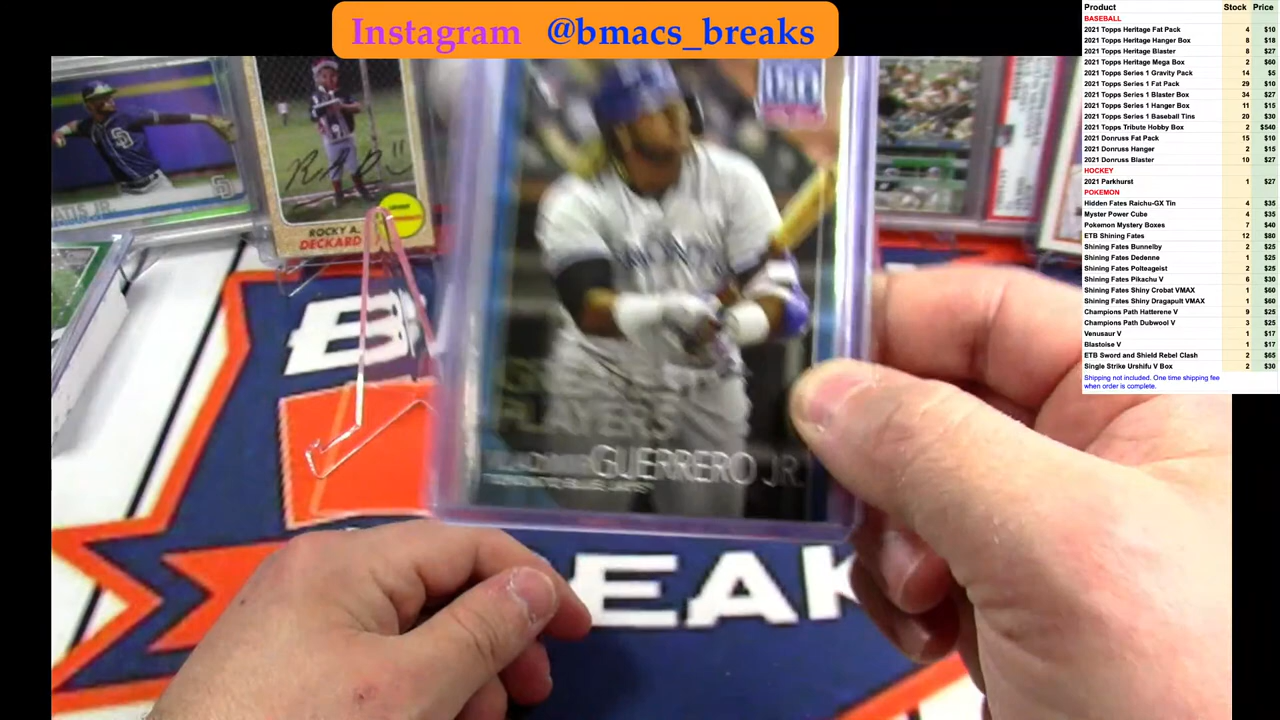 Instagram @bmacs_breaks
Product Stock Price
BASEBALL
2021 Topps Heritage Fat Pack 4 $10
2021 Topps Heritage Hanger Box 8 $18
2021 Topps Heritage Blaster 8 $27
2021 Topps Heritage Mega Box 2 $60
2021 Topps Series 1 Gravity Pack 14 $5
2021 Topps Series 1 Fat Pack 29 $10
2021 Topps Series 1 Blaster Box 34 $27
2021 Topps Series 1 Hanger Box 11 $15
2021 Topps Series 1 Baseball Tins 20 $30
2021 Topps Tribute Hobby Box 2 $540
2021 Donruss Fat Pack 15 $10
2021 Donruss Hanger 2 $15
2021 Donruss Blaster 10 $27
HOCKEY
2021 Parkhurst 1 $27
POKEMON
Hidden Fates Raichu-GX Tin 4 $35
Myster Power Cube 4 $35
Pokemon Mystery Boxes 7 $40
ETB Shining Fates 12 $80
Shining Fates Bunnelby 2 $25
Shining Fates Dedenne 1 $25
Shining Fates Polteageist 2 $25
Shining Fates Pikachu V 6 $30
Shining Fates Shiny Crobat VMAX 1 $60
Shining Fates Shiny Dragapult VMAX 1 $60
Champions Path Hatterene V 9 $25
Champions Path Dubwool V 3 $25
Venusaur V 1 $17
Blastoise V 1 $17
ETB Sword and Shield Rebel Clash 2 $65
Single Strike Urshifu V Box 2 $30
Shipping not included. One time shipping fee
when order is complete.
ATIS JR
SD
11
ROCKY A.
DECKARD
PLAYERS
GUERRERO JR.
TORONTO BLUE JAYS
B
EAK